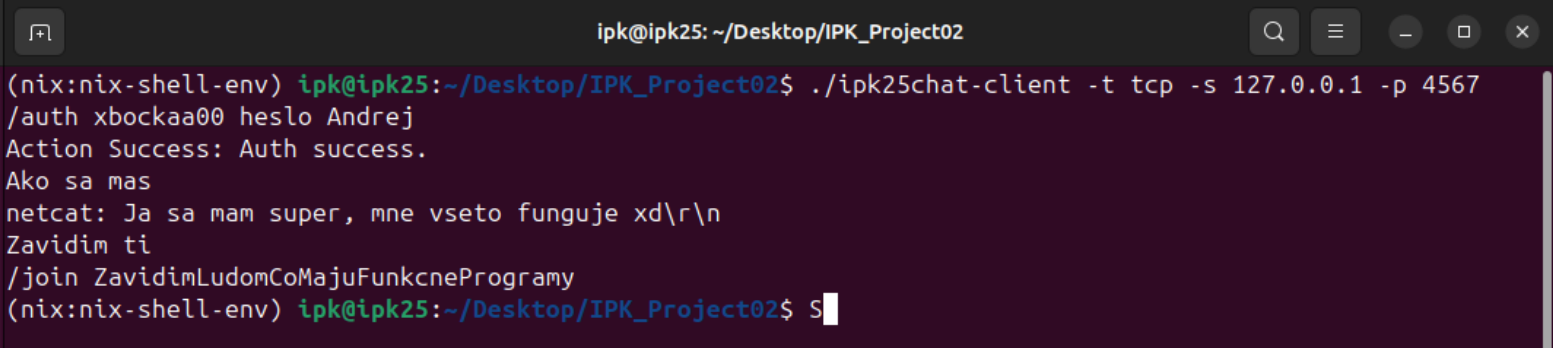 ipk@ipk25: ~/Desktop/IPK_Project02
(nix:nix-shell-env) ipk@ipk25:~/Desktop/IPK_Project02$ ./ipk25chat-client -t tcp -s 127.0.0.1 -p 4567
/auth xbockaa00 heslo Andrej
Action Success: Auth success.
Ako sa mas
netcat: Ja sa mam super, mne vseto funguje xd\r\n
Zavidim ti
/join ZavidimLudomCoMajuFunkcneProgramy
(nix:nix-shell-env) ipk@ipk25:~/Desktop/IPK_Project02$ S